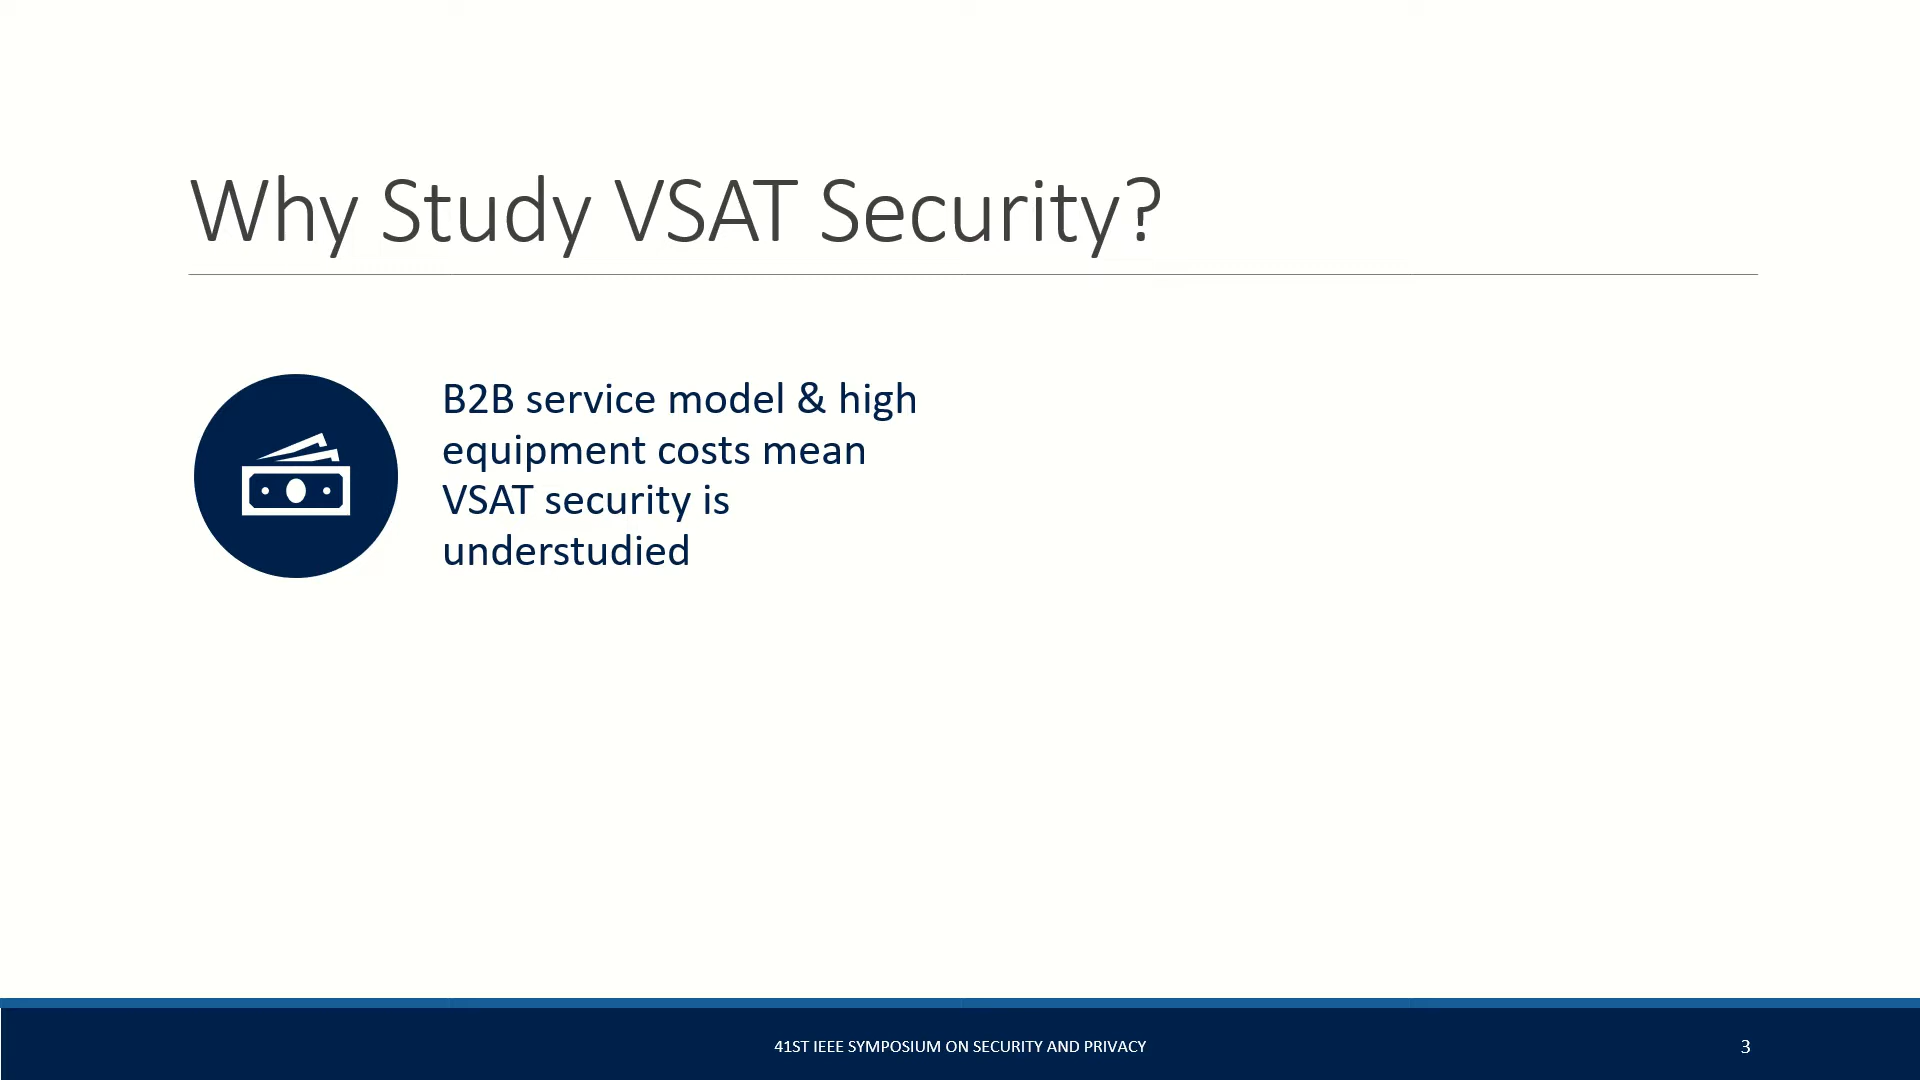 Why Study VSAT Security?
B2B service model & high
equipment costs mean
VSAT security is
understudied
41ST IEEE SYMPOSIUM ON SECURITY AND PRIVACY
3